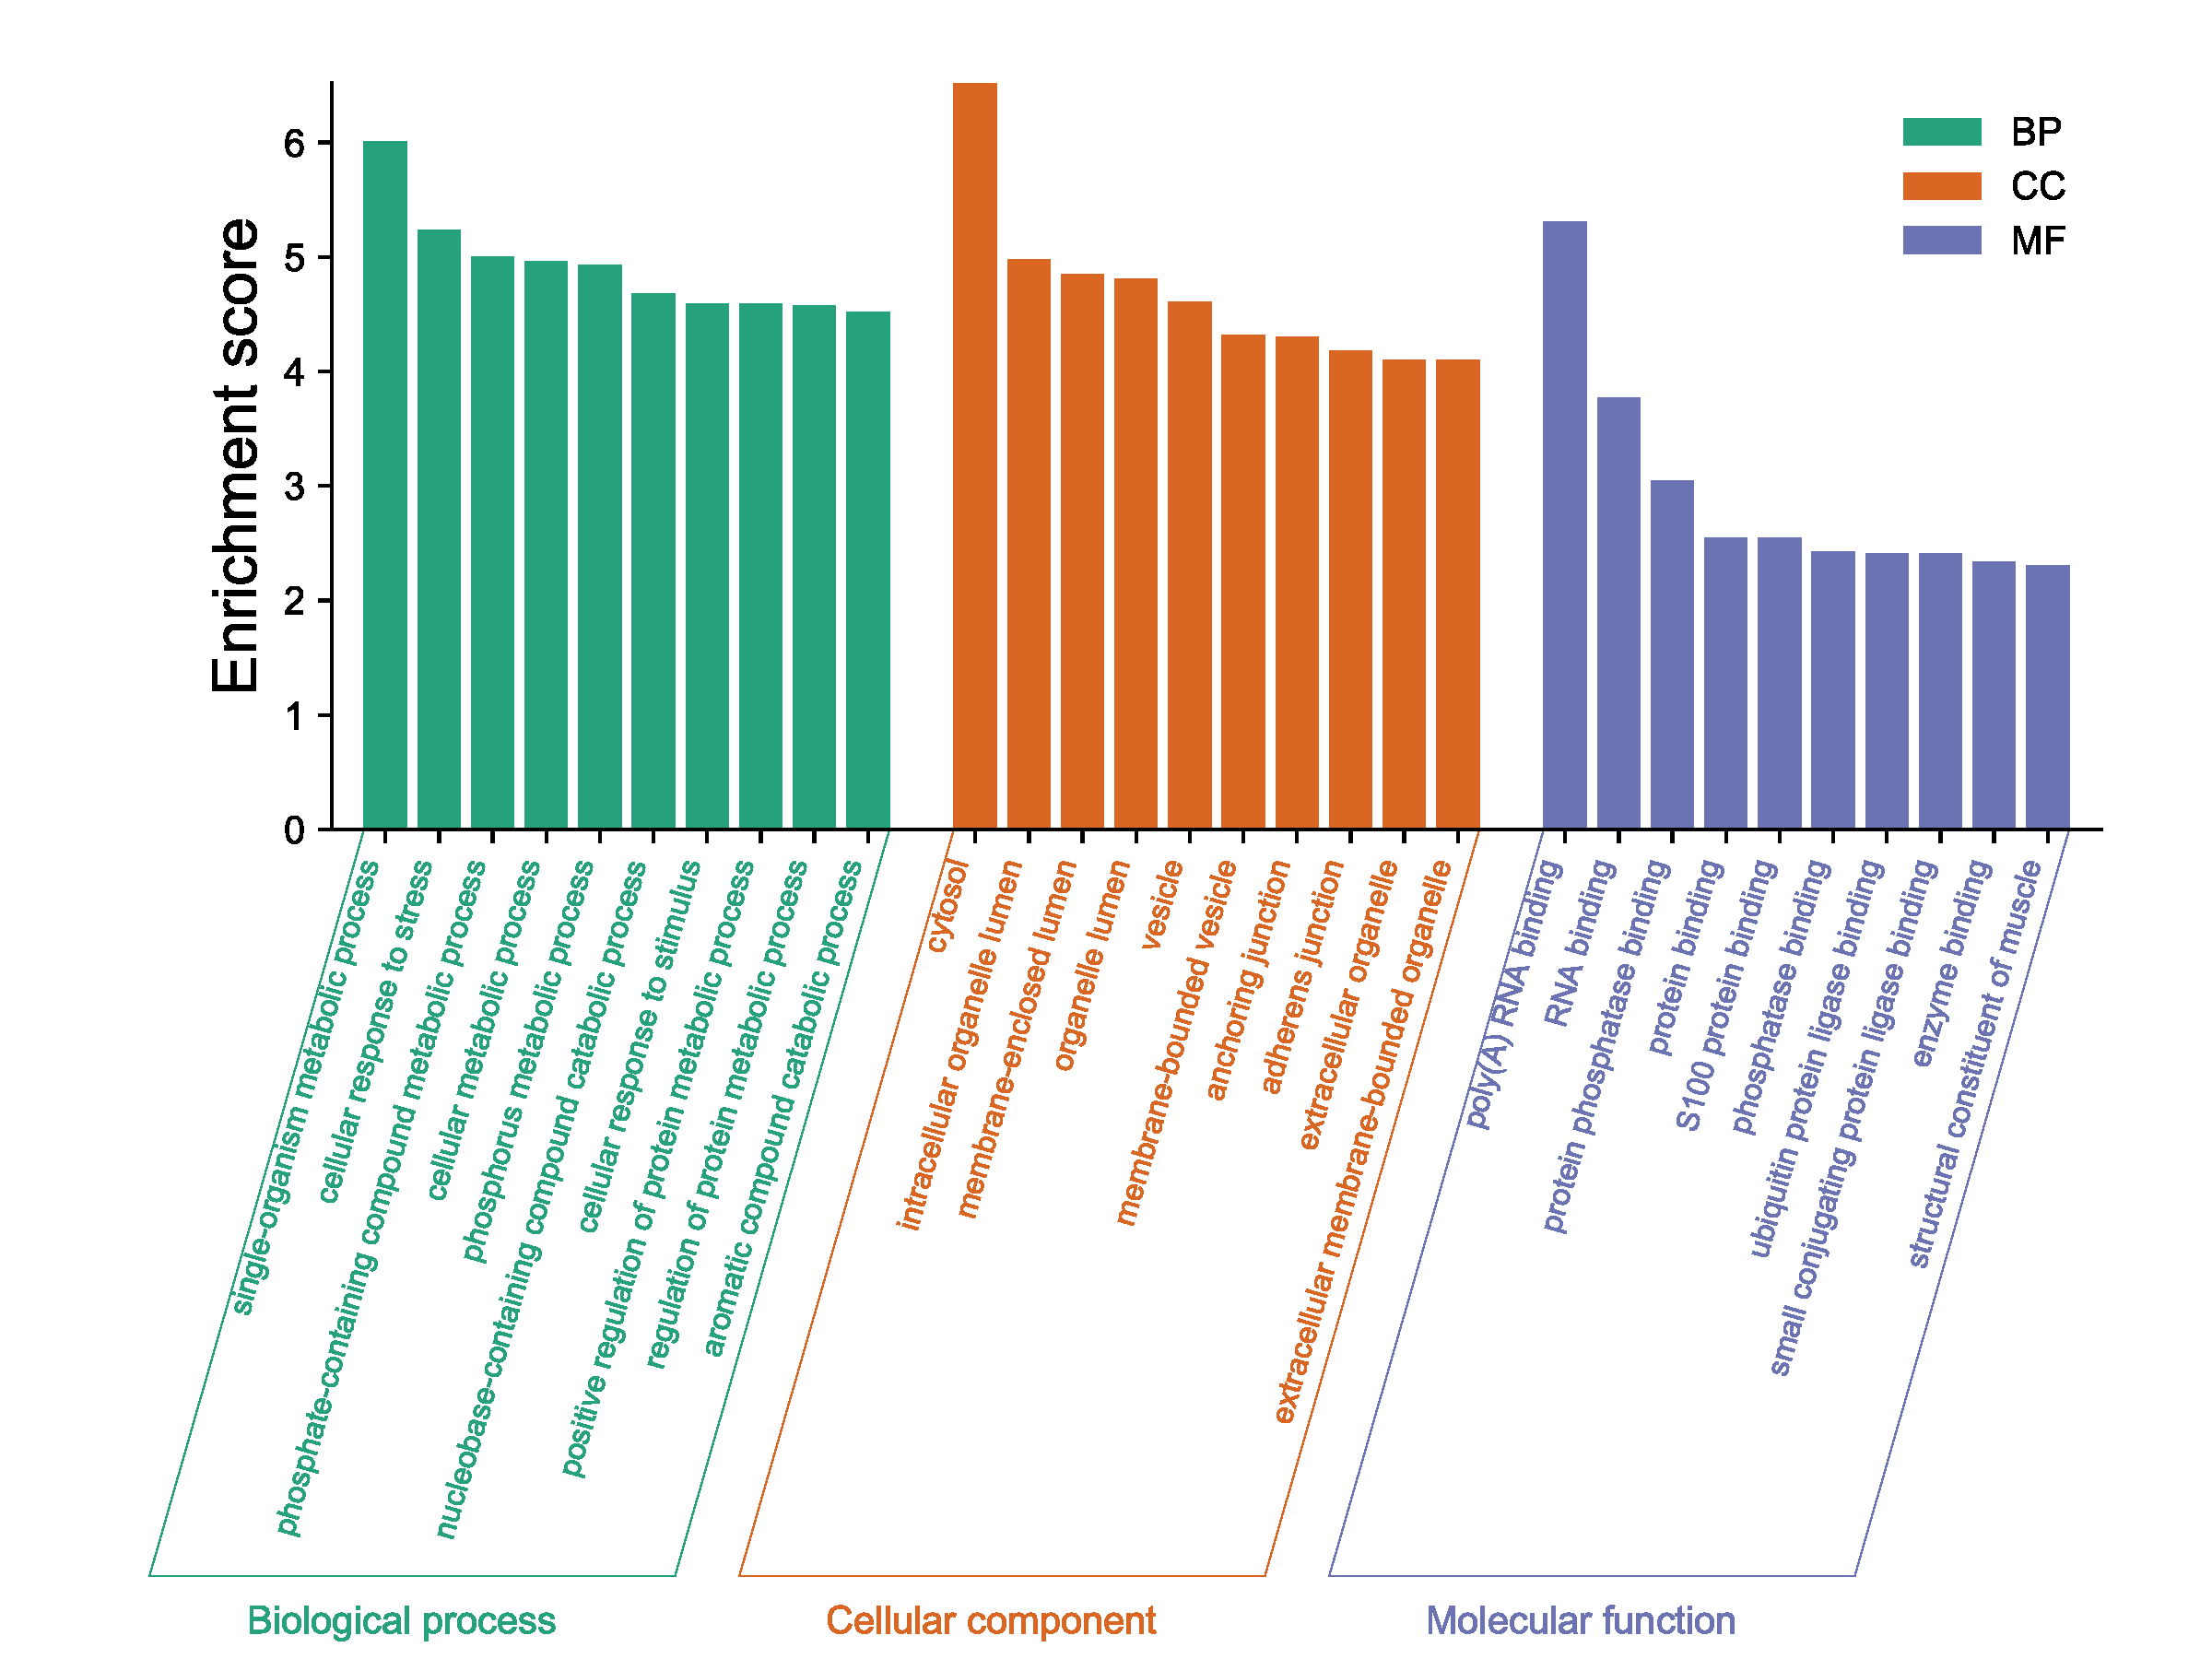 Enrichment score
6
5
4
3
2
1
0
BP
CC
MF
single-organism metabolic process
cellular response to stress
phosphate-containing compound metabolic process
cellular metabolic process
phosphorus metabolic process
nucleobase-containing compound catabolic process
cellular response to stimulus
positive regulation of protein metabolic process
regulation of protein metabolic process
aromatic compound catabolic process
cytosol
intracellular organelle lumen
membrane-enclosed lumen
organelle lumen
vesicle
membrane-bounded vesicle
anchoring junction
adherens junction
extracellular organelle
extracellular membrane-bounded organelle
poly(A) RNA binding
RNA binding
protein phosphatase binding
protein binding
S100 protein binding
phosphatase binding
ubiquitin protein ligase binding
small conjugating protein ligase binding
enzyme binding
structural constituent of muscle
Biological process
Cellular component
Molecular function